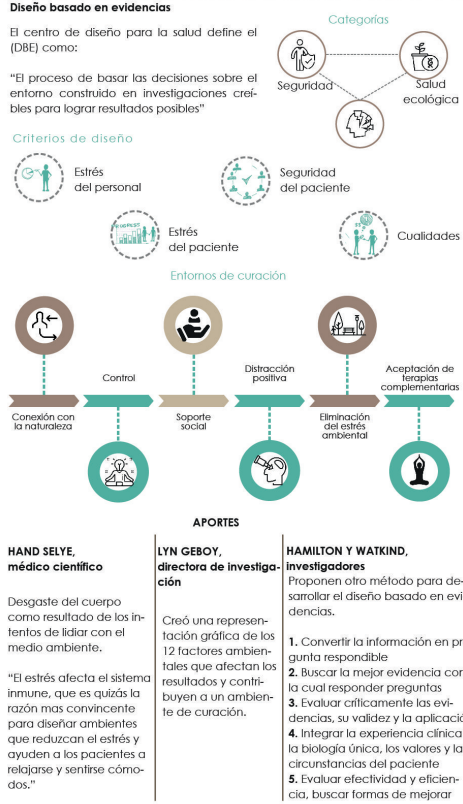 Diseño basado en evidencias
El centro de diseño para la salud define el
(DBE) como:
“El proceso de basar las decisiones sobre el
entorno construido en investigaciones creí-
bles para lograr resultados posibles”
Categorías
Seguridad
Salud
ecológica
Criterios de diseño
Estrés
del personal
Seguridad
del paciente
Estrés
del paciente
Cualidades
Entornos de curación
Control
Distracción
positiva
Aceptación de
terapias
complementarias
Conexión con
la naturaleza
Soporte
social
Eliminación
del estrés
ambiental
APORTES
HAND SELYE,
médico científico
Desgaste del cuerpo
como resultado de los in-
tentos de lidiar con el
medio ambiente.
“El estrés afecta el sistema
inmune, que es quizás la
razón mas convincente
para diseñar ambientes
que reduzcan el estrés y
ayuden a los pacientes a
relajarse y sentirse cómo-
dos.”
LYN GEBOY,
directora de investiga-
ción
Creó una represen-
tación gráfica de los
12 factores ambien-
tales que afectan los
resultados y contri-
buyen a un ambien-
te de curación.
HAMILTON Y WATKIND,
investigadores
Proponen otro método para de-
sarrollar el diseño basado en evi
dencias.
1. Convertir la información en pr
gunta respondible
2. Buscar la mejor evidencia con
la cual responder preguntas
3. Evaluar críticamente las evi-
dencias, su validez y la aplicació
4. Integrar la experiencia clínica
la biología única, los valores y la
circunstancias del paciente
5. Evaluar efectividad y eficien-
cia, buscar formas de mejorar